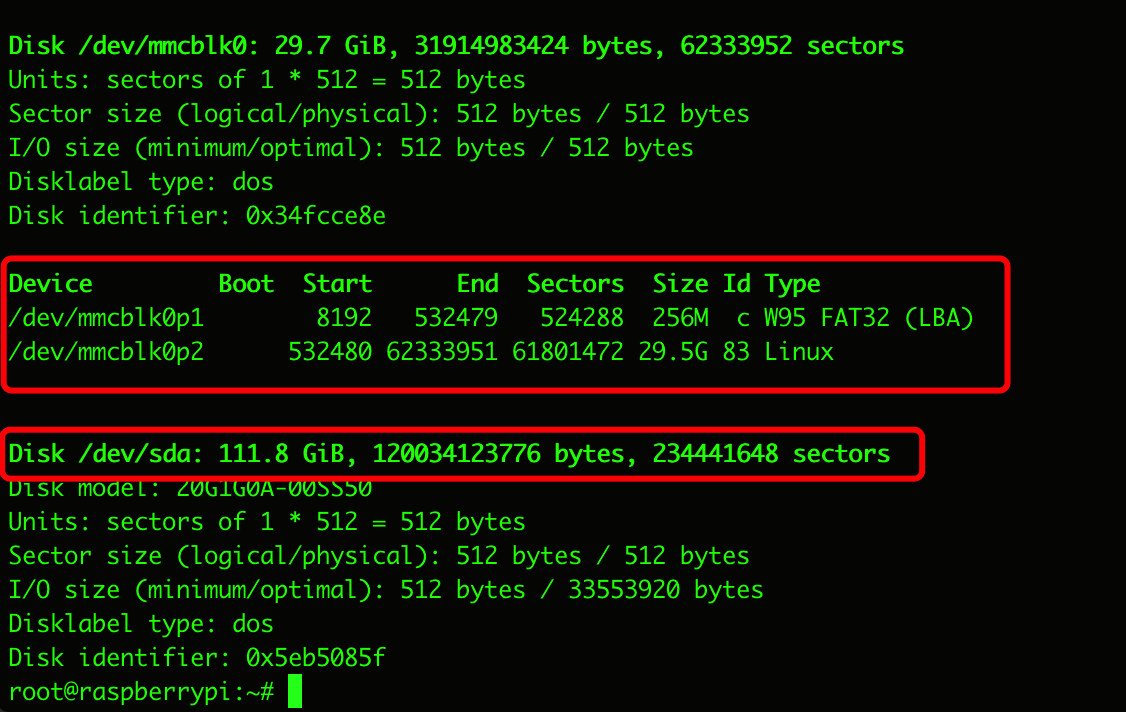 Disk /dev/mmcblk0: 29.7 GiB, 31914983424 bytes, 62333952 sectors
Units: sectors of 1 * 512 = 512 bytes
Sector size (logical/physical): 512 bytes / 512 bytes
I/O size (minimum/optimal): 512 bytes / 512 bytes
Disklabel type: dos
Disk identifier: 0x34fcce8e
Device Boot Start End Sectors Size Id Type
/dev/mmcblk0p1 8192 532479 524288 256M c W95 FAT32 (LBA)
/dev/mmcblk0p2 532480 62333951 61801472 29.5G 83 Linux
Disk /dev/sda: 111.8 GiB, 120034123776 bytes, 234441648 sectors
Disk model: 20G1G0A-00SS50
Units: sectors of 1 * 512 = 512 bytes
Sector size (logical/physical): 512 bytes / 512 bytes
I/O size (minimum/optimal): 512 bytes / 33553920 bytes
Disklabel type: dos
Disk identifier: 0x5eb5085f
root@raspberrypi:~#